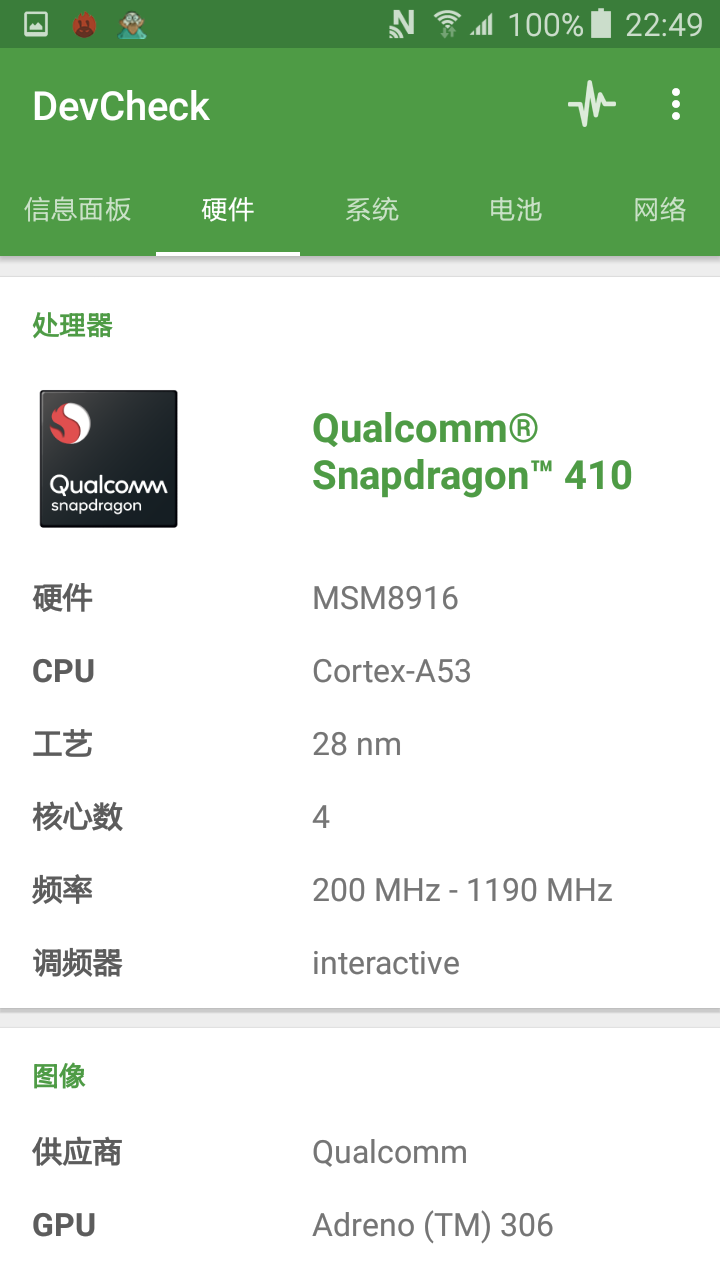 100% 22:49
DevCheck
信息面板 硬件 系统 电池 网络
处理器
Qualcomm
snapdragon
Qualcomm®
Snapdragon™ 410
硬件 MSM8916
CPU Cortex-A53
工艺 28 nm
核心数 4
频率 200 MHz - 1190 MHz
调频器 interactive
图像
供应商 Qualcomm
GPU Adreno (TM) 306